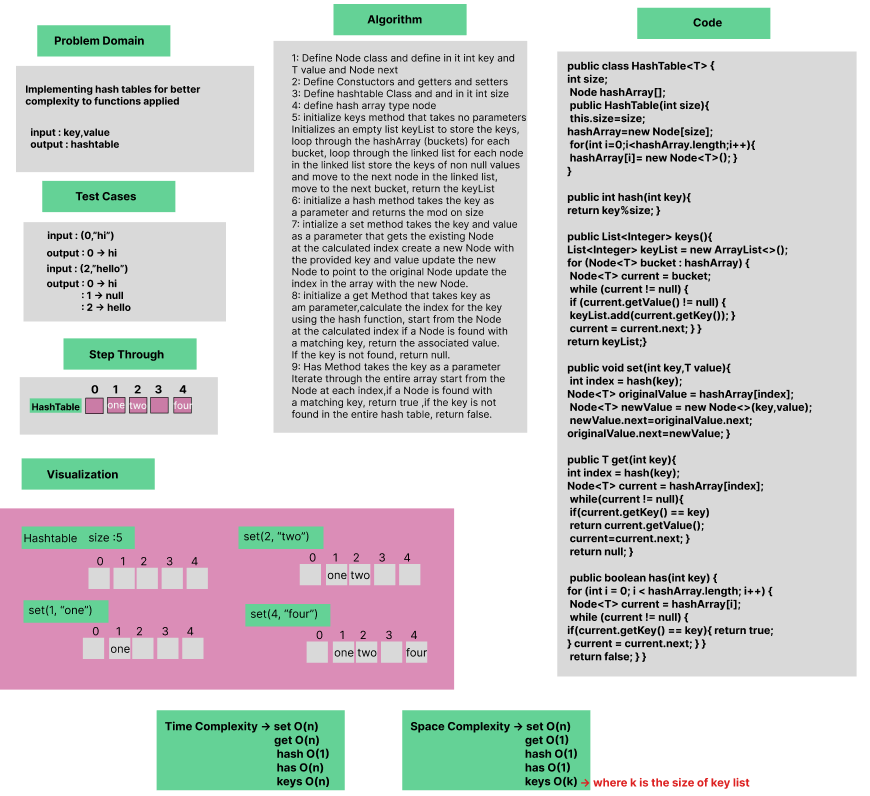 Problem Domain
Implementing hash tables for better
complexity to functions applied
input : key,value
output : hashtable
Test Cases
input : (0,"hi")
output : 0 → hi
input : (2,"hello")
output : 0 → hi
: 1 → null
: 2 → hello
Step Through
0 1 2 3 4
HashTable one two four
Algorithm
1: Define Node class and define in it int key and
T value and Node next
2: Define Constuctors and getters and setters
3: Define hashtable Class and and in it int size
4: define hash array type node
5: initialize keys method that takes no parameters
Initializes an empty list keyList to store the keys,
loop through the hashArray (buckets) for each
bucket, loop through the linked list for each node
in the linked list store the keys of non null values
and move to the next node in the linked list,
move to the next bucket, return the keyList
6: initialize a hash method takes the key as
a parameter and returns the mod on size
7: intialize a set method takes the key and value
as a parameter that gets the existing Node
at the calculated index create a new Node with
the provided key and value update the new
Node to point to the original Node update the
index in the array with the new Node.
8: initialize a get Method that takes key as
am parameter,calculate the index for the key
using the hash function, start from the Node
at the calculated index if a Node is found with
a matching key, return the associated value.
If the key is not found, return null.
9: Has Method takes the key as a parameter
Iterate through the entire array start from the
Node at each index,if a Node is found with
a matching key, return true ,if the key is not
found in the entire hash table, return false.
Code
public class HashTable<T> {
int size;
Node hashArray[];
public HashTable(int size){
this.size=size;
hashArray=new Node[size];
for(int i=0;i<hashArray.length;i++){
hashArray[i]= new Node<T>(); }
}
public int hash(int key){
return key%size; }
public List<Integer> keys(){
List<Integer> keyList = new ArrayList<>();
for (Node<T> bucket : hashArray) {
Node<T> current = bucket;
while (current != null) {
if (current.getValue() != null) {
keyList.add(current.getKey()); }
current = current.next; } }
return keyList;}
public void set(int key,T value){
int index = hash(key);
Node<T> originalValue = hashArray[index];
Node<T> newValue = new Node<>(key,value);
newValue.next=originalValue.next;
originalValue.next=newValue; }
public T get(int key){
int index = hash(key);
Node<T> current = hashArray[index];
while(current != null){
if(current.getKey() == key)
return current.getValue();
current=current.next; }
return null; }
public boolean has(int key) {
for (int i = 0; i < hashArray.length; i++) {
Node<T> current = hashArray[i];
while (current != null) {
if(current.getKey() == key){ return true;
} current = current.next; } }
return false; } }
Visualization
Hashtable size :5
0 1 2 3 4
set(1, "one")
0 1 2 3 4
one
set(2, "two")
0 1 2 3 4
one two
set(4, "four")
0 1 2 3 4
one two four
Time Complexity → set O(n)
get O(n)
hash O(1)
has O(n)
keys O(n)
Space Complexity → set O(n)
get O(1)
hash O(1)
has O(1)
keys O(k) → where k is the size of key list